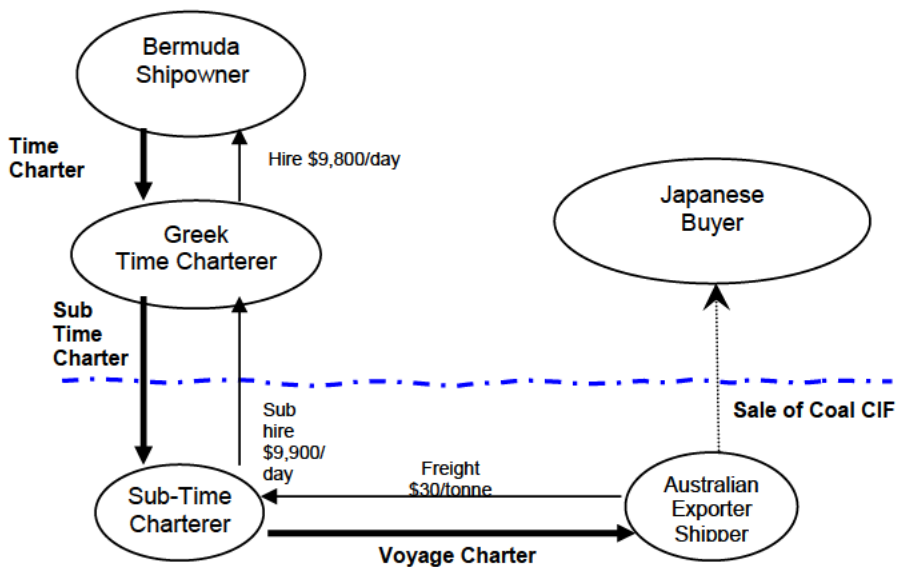 Bermuda
Shipowner
Time
Charter
Hire $9,800/day
Japanese
Buyer
Greek
Time Charterer
Sub
Time
Charter
Sale of Coal CIF
Sub
hire
$9,900/
day
Freight
$30/tonne
Sub-Time
Charterer
Australian
Exporter
Shipper
Voyage Charter